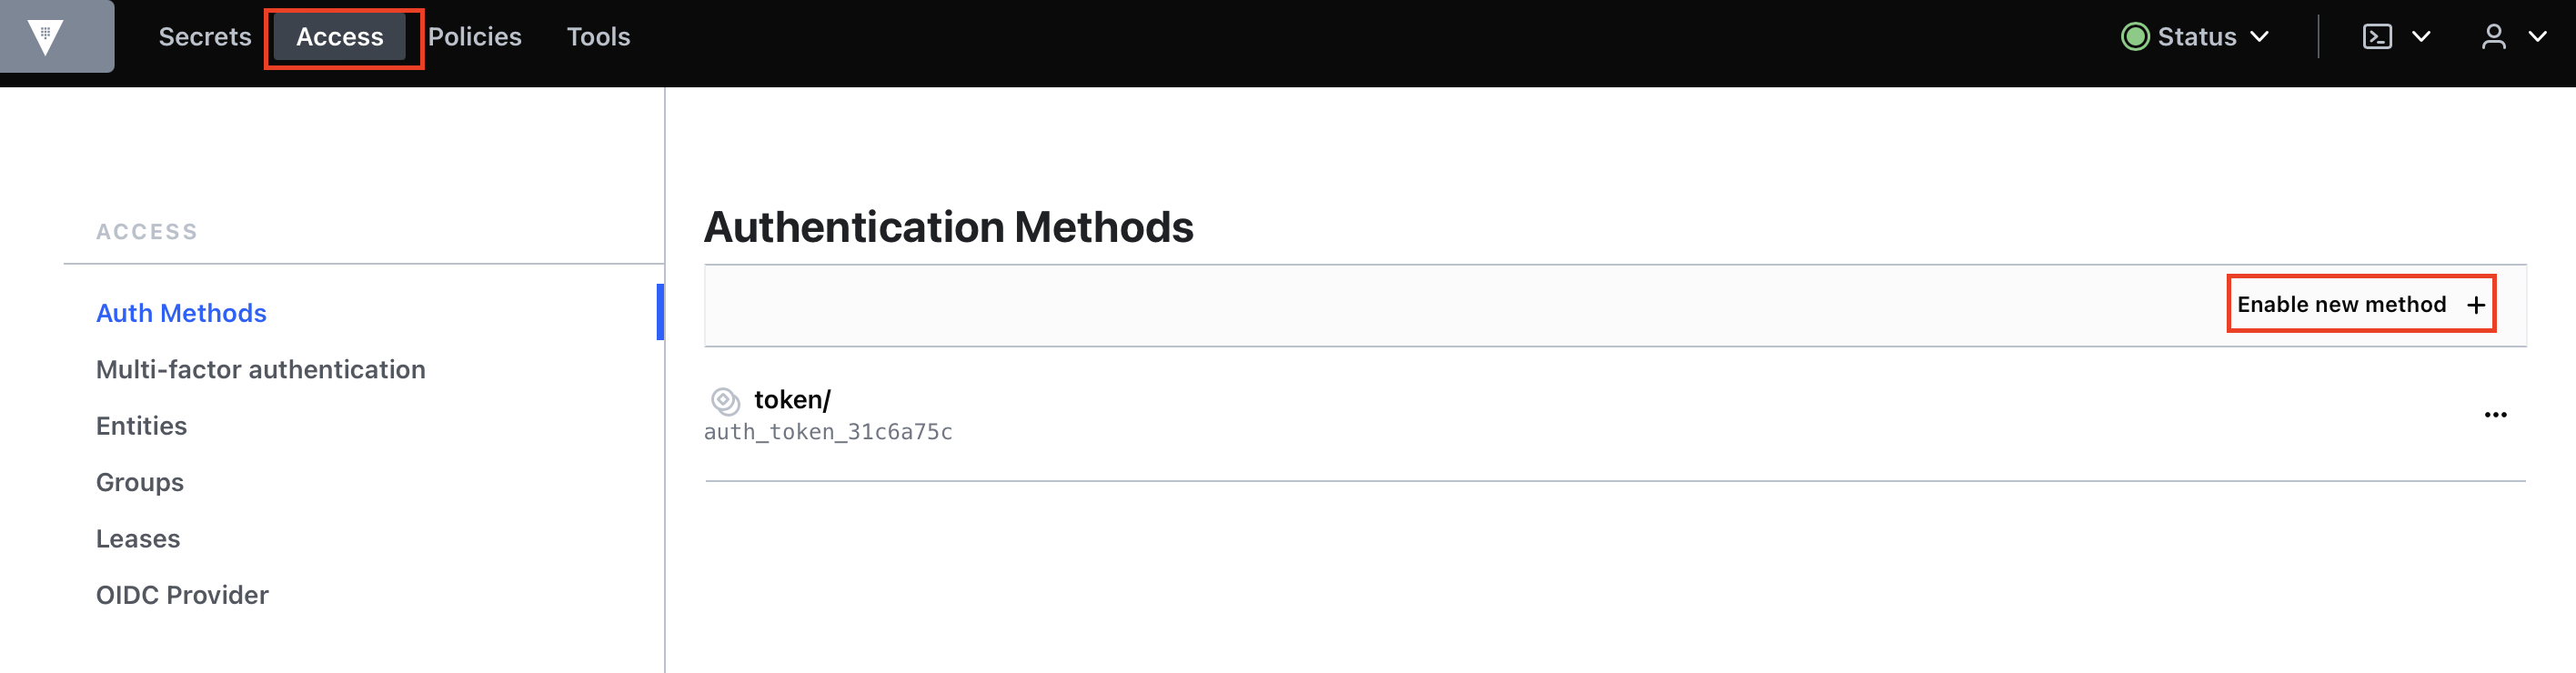 Secrets Access Policies Tools Status
ACCESS
Auth Methods
Multi-factor authentication
Entities
Groups
Leases
OIDC Provider
Authentication Methods
Enable new method +
token/
auth_token_31c6a75c